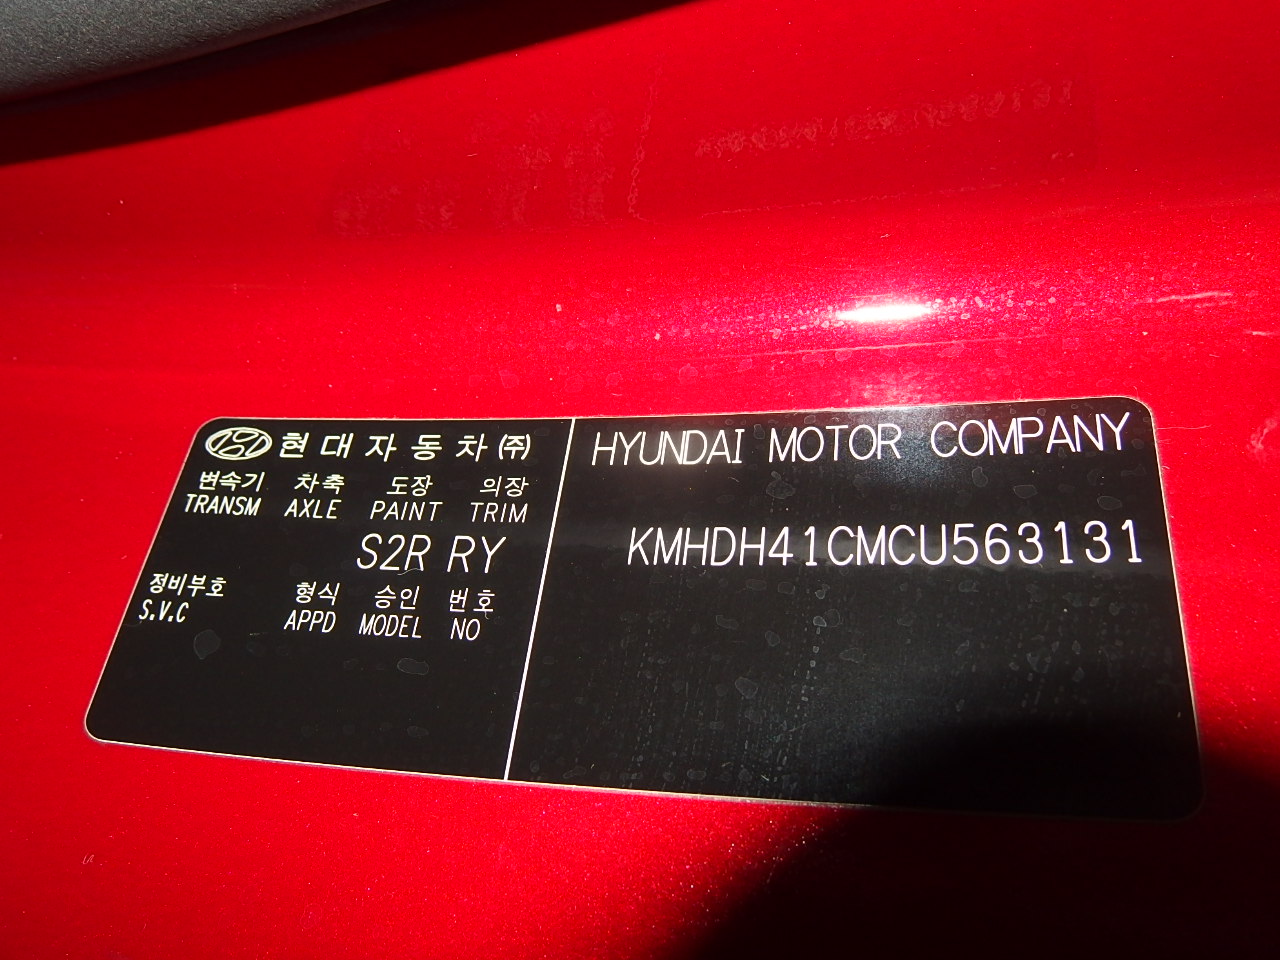 현대자동차㈜
변속기 차축 도장 의장
TRANSM AXLE PAINT TRIM
S2R RY
정비부호 형식 승인 번호
S.V.C APPD MODEL NO
HYUNDAI MOTOR COMPANY
KMHDH41CMCU563131